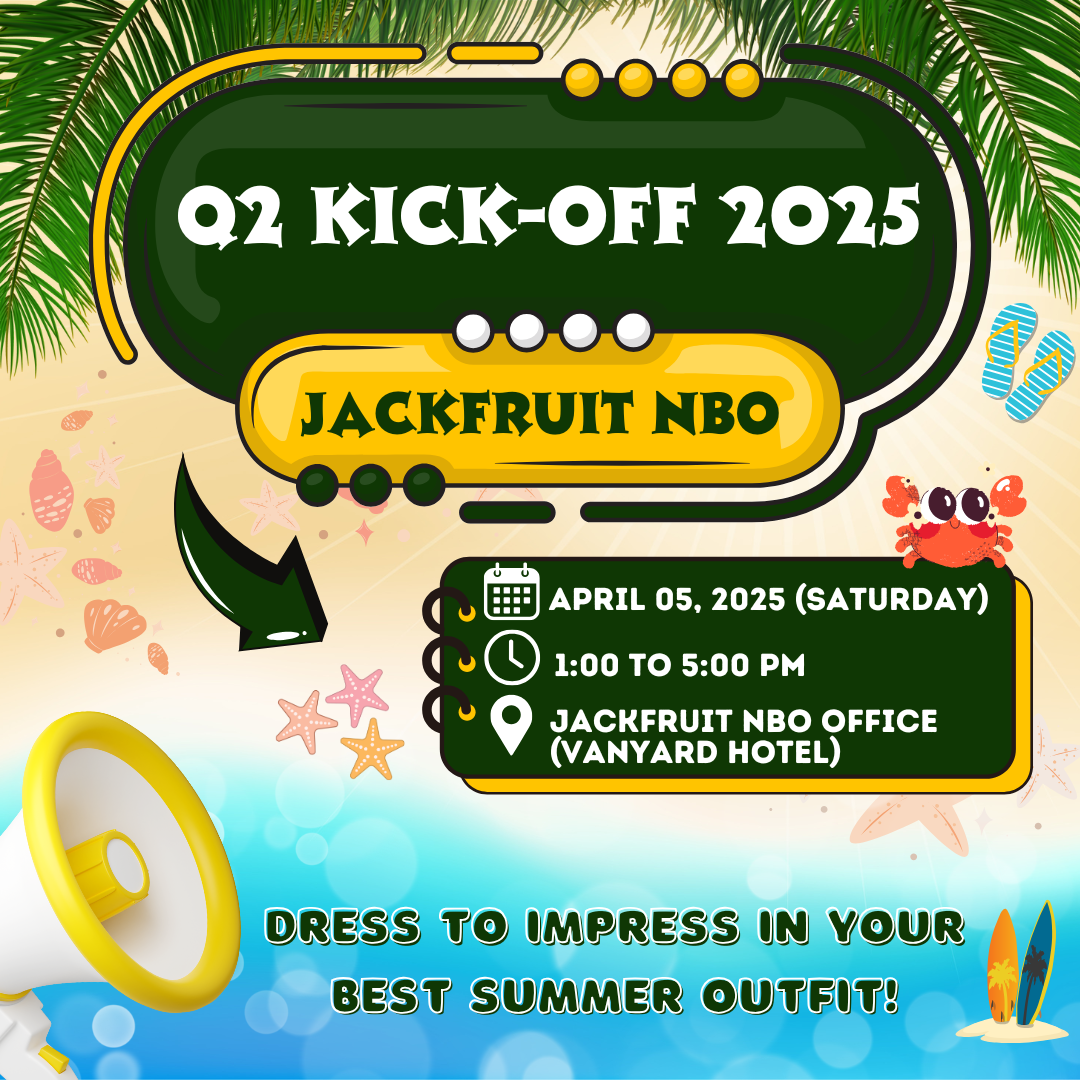 Q2 KICK-OFF 2025
JACKFRUIT NBO
APRIL 05, 2025 (SATURDAY)
1:00 TO 5:00 PM
JACKFRUIT NBO OFFICE
(VANYARD HOTEL)
DRESS TO IMPRESS IN YOUR
BEST SUMMER OUTFIT!